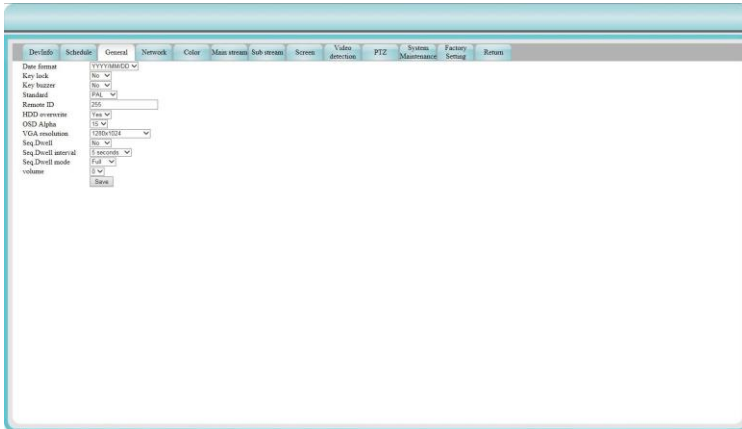 DevInfo Schedule General Network Color Main stream Sub stream Screen Video detection PTZ System Maintenance Factory Setting Return
Date format YYYY/MM/DD
Key lock No
Key buzzer No
Standard PAL
Remote ID 255
HDD overwrite Yes
OSD Alpha 15
VGA resolution 1280x1024
Seq.Dwell No
Seq.Dwell interval 5 seconds
Seq.Dwell mode Full
volume 0
Save